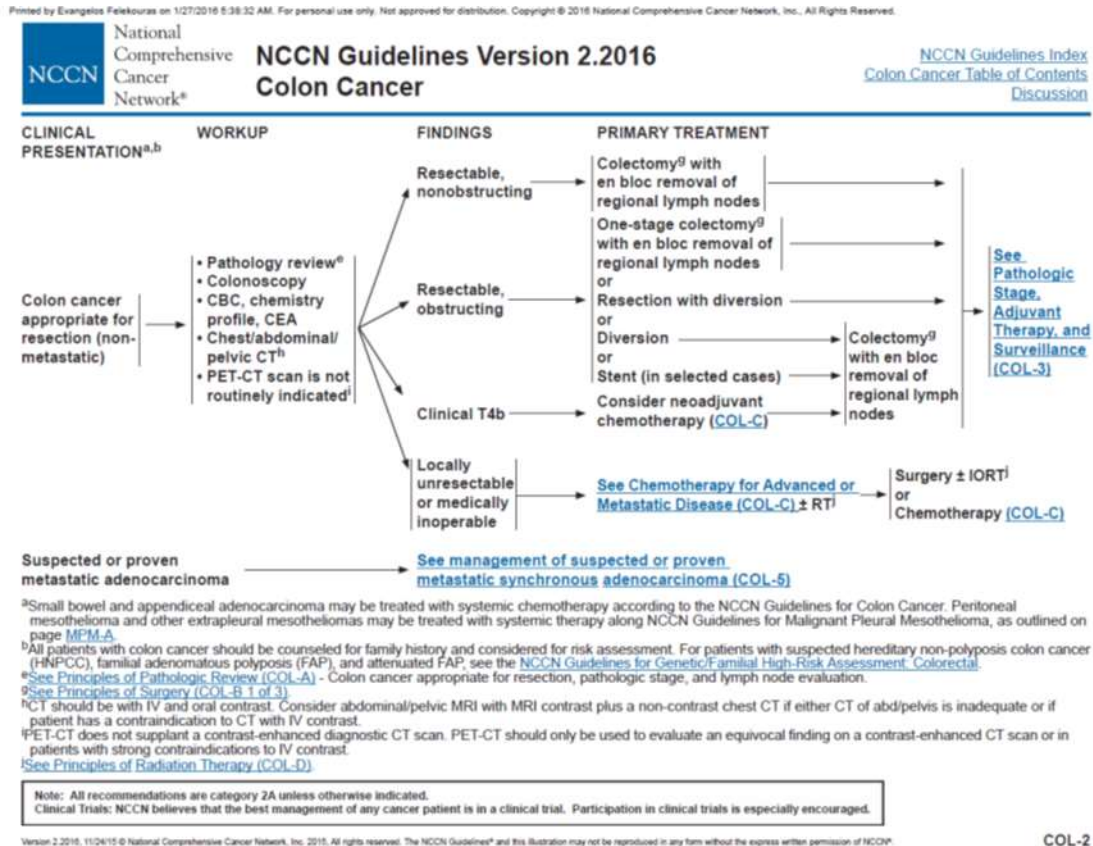 Printed by Evangelos Felekouras on 1/27/2016 5:38:32 AM. For personal use only. Not approved for distribution. Copyright © 2016 National Comprehensive Cancer Network, Inc., All Rights Reserved.
NCCN
National
Comprehensive
Cancer
Network®
NCCN Guidelines Version 2.2016
Colon Cancer
NCCN Guidelines Index
Colon Cancer Table of Contents
Discussion
CLINICAL
PRESENTATIONa,b
WORKUP
FINDINGS
PRIMARY TREATMENT
Colon cancer
appropriate for
resection (non-
metastatic)
• Pathology reviewe
• Colonoscopy
• CBC, chemistry
profile, CEA
• Chest/abdominal/
pelvic CTh
• PET-CT scan is not
routinely indicatedi
Resectable,
nonobstructing
Colectomyg with
en bloc removal of
regional lymph nodes
Resectable,
obstructing
One-stage colectomyg
with en bloc removal of
regional lymph nodes
or
Resection with diversion
or
Diversion
or
Stent (in selected cases)
Clinical T4b
Consider neoadjuvant
chemotherapy (COL-C)
Colectomyg
with en bloc
removal of
regional lymph
nodes
See
Pathologic
Stage,
Adjuvant
Therapy, and
Surveillance
(COL-3)
Locally
unresectable
or medically
inoperable
See Chemotherapy for Advanced or
Metastatic Disease (COL-C) ± RTj
Surgery ± IORTj
or
Chemotherapy (COL-C)
Suspected or proven
metastatic adenocarcinoma
See management of suspected or proven
metastatic synchronous adenocarcinoma (COL-5)
aSmall bowel and appendiceal adenocarcinoma may be treated with systemic chemotherapy according to the NCCN Guidelines for Colon Cancer. Peritoneal
mesothelioma and other extrapleural mesotheliomas may be treated with systemic therapy along NCCN Guidelines for Malignant Pleural Mesothelioma, as outlined on
page MPM-A.
bAll patients with colon cancer should be counseled for family history and considered for risk assessment. For patients with suspected hereditary non-polyposis colon cancer
(HNPCC), familial adenomatous polyposis (FAP), and attenuated FAP, see the NCCN Guidelines for Genetic/Familial High-Risk Assessment: Colorectal.
eSee Principles of Pathologic Review (COL-A) - Colon cancer appropriate for resection, pathologic stage, and lymph node evaluation.
gSee Principles of Surgery (COL-B 1 of 3).
hCT should be with IV and oral contrast. Consider abdominal/pelvic MRI with MRI contrast plus a non-contrast chest CT if either CT of abd/pelvis is inadequate or if
patient has a contraindication to CT with IV contrast.
iPET-CT does not supplant a contrast-enhanced diagnostic CT scan. PET-CT should only be used to evaluate an equivocal finding on a contrast-enhanced CT scan or in
patients with strong contraindications to IV contrast.
jSee Principles of Radiation Therapy (COL-D).
Note: All recommendations are category 2A unless otherwise indicated.
Clinical Trials: NCCN believes that the best management of any cancer patient is in a clinical trial. Participation in clinical trials is especially encouraged.
Version 2.2016, 11/24/15 © National Comprehensive Cancer Network, Inc. 2015, All rights reserved. The NCCN Guidelines® and this illustration may not be reproduced in any form without the express written permission of NCCN®.
COL-2